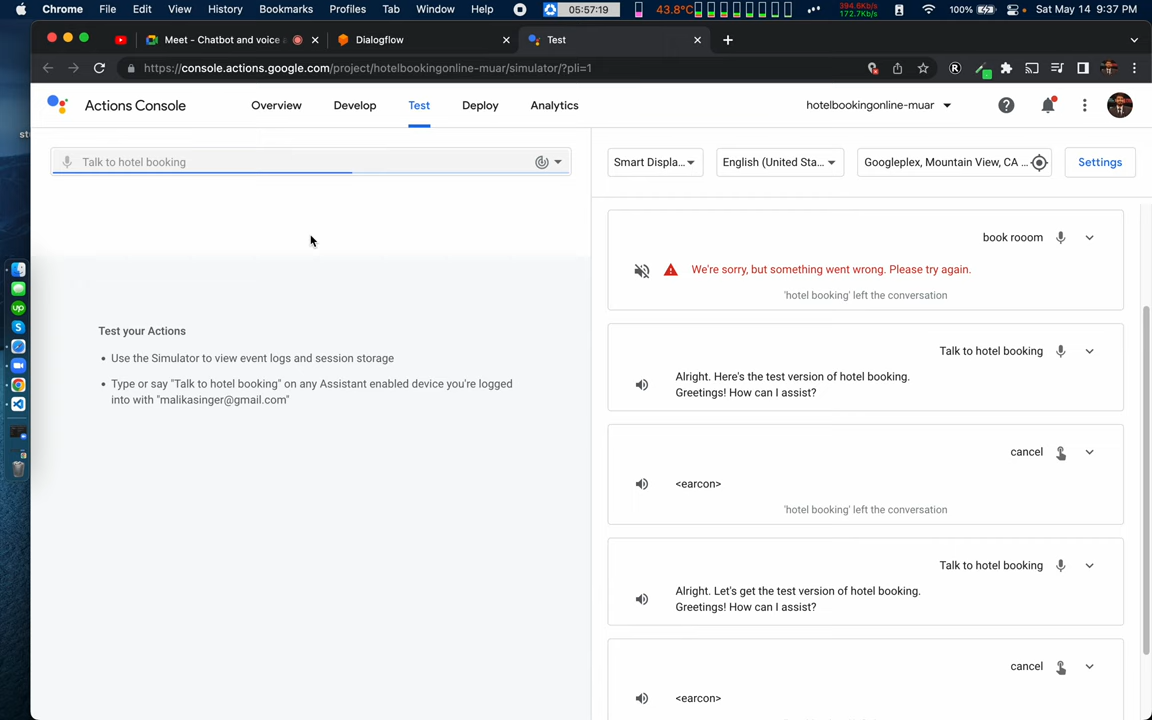 Chrome File Edit View History Bookmarks Profiles Tab Window Help 05:57:19 43.8°C 394.6Kb/s 172.7Kb/s 100% Sat May 14 9:37 PM
Meet - Chatbot and voice
Dialogflow
Test
https://console.actions.google.com/project/hotelbookingonline-muar/simulator/?pli=1
Actions Console
Overview Develop Test Deploy Analytics
hotelbookingonline-muar
Talk to hotel booking
Smart Displa...
English (United Sta...
Googleplex, Mountain View, CA ...
Settings
Test your Actions
• Use the Simulator to view event logs and session storage
• Type or say "Talk to hotel booking" on any Assistant enabled device you're logged
into with "malikasinger@gmail.com"
book rooom
We're sorry, but something went wrong. Please try again.
'hotel booking' left the conversation
Talk to hotel booking
Alright. Here's the test version of hotel booking.
Greetings! How can I assist?
cancel
<earcon>
'hotel booking' left the conversation
Talk to hotel booking
Alright. Let's get the test version of hotel booking.
Greetings! How can I assist?
cancel
<earcon>